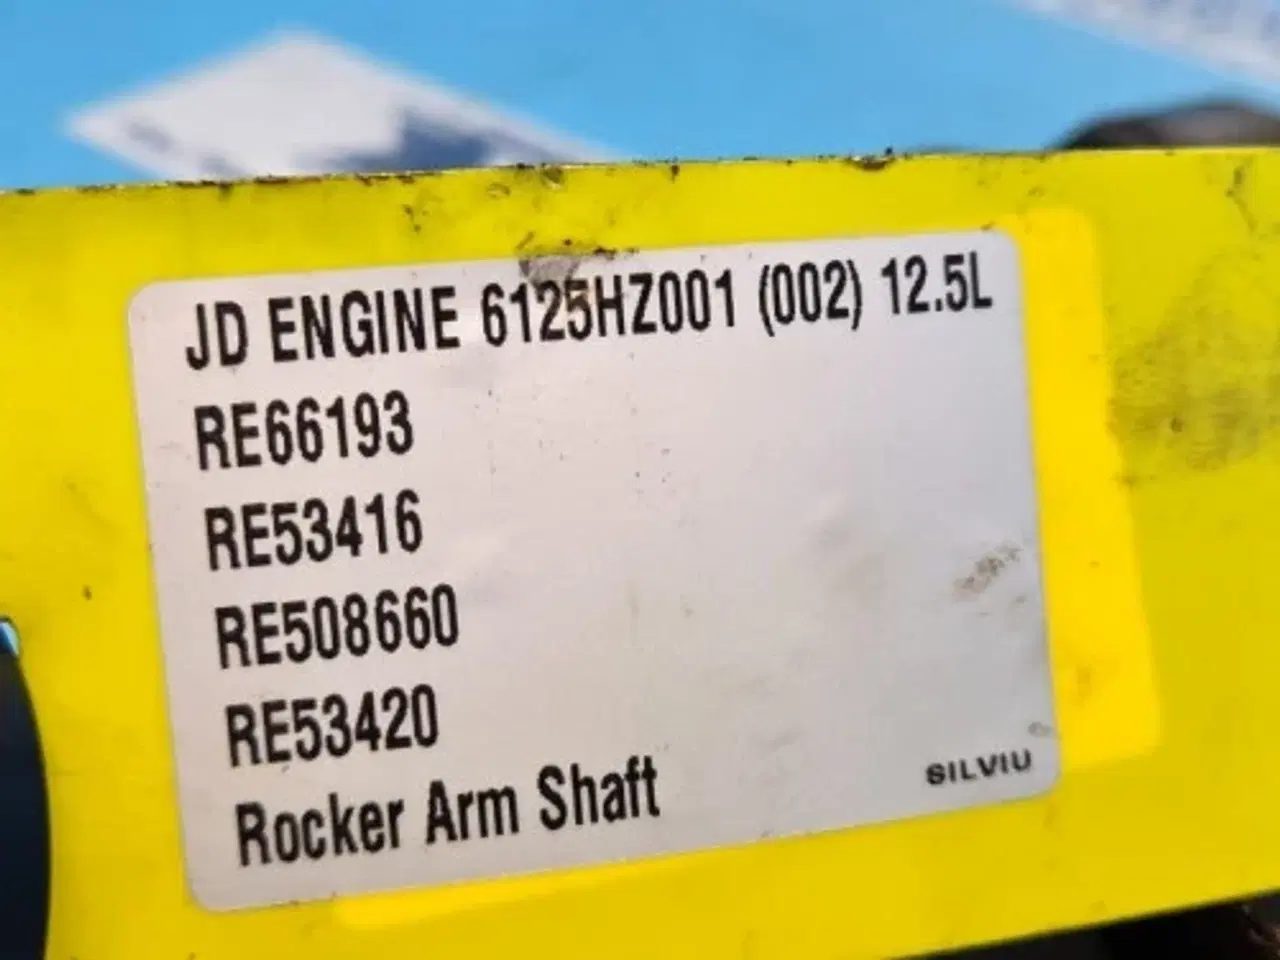 JD ENGINE 6125HZ001 (002) 12.5L
RE66193
RE53416
RE508660
RE53420
Rocker Arm Shaft
SILVIU